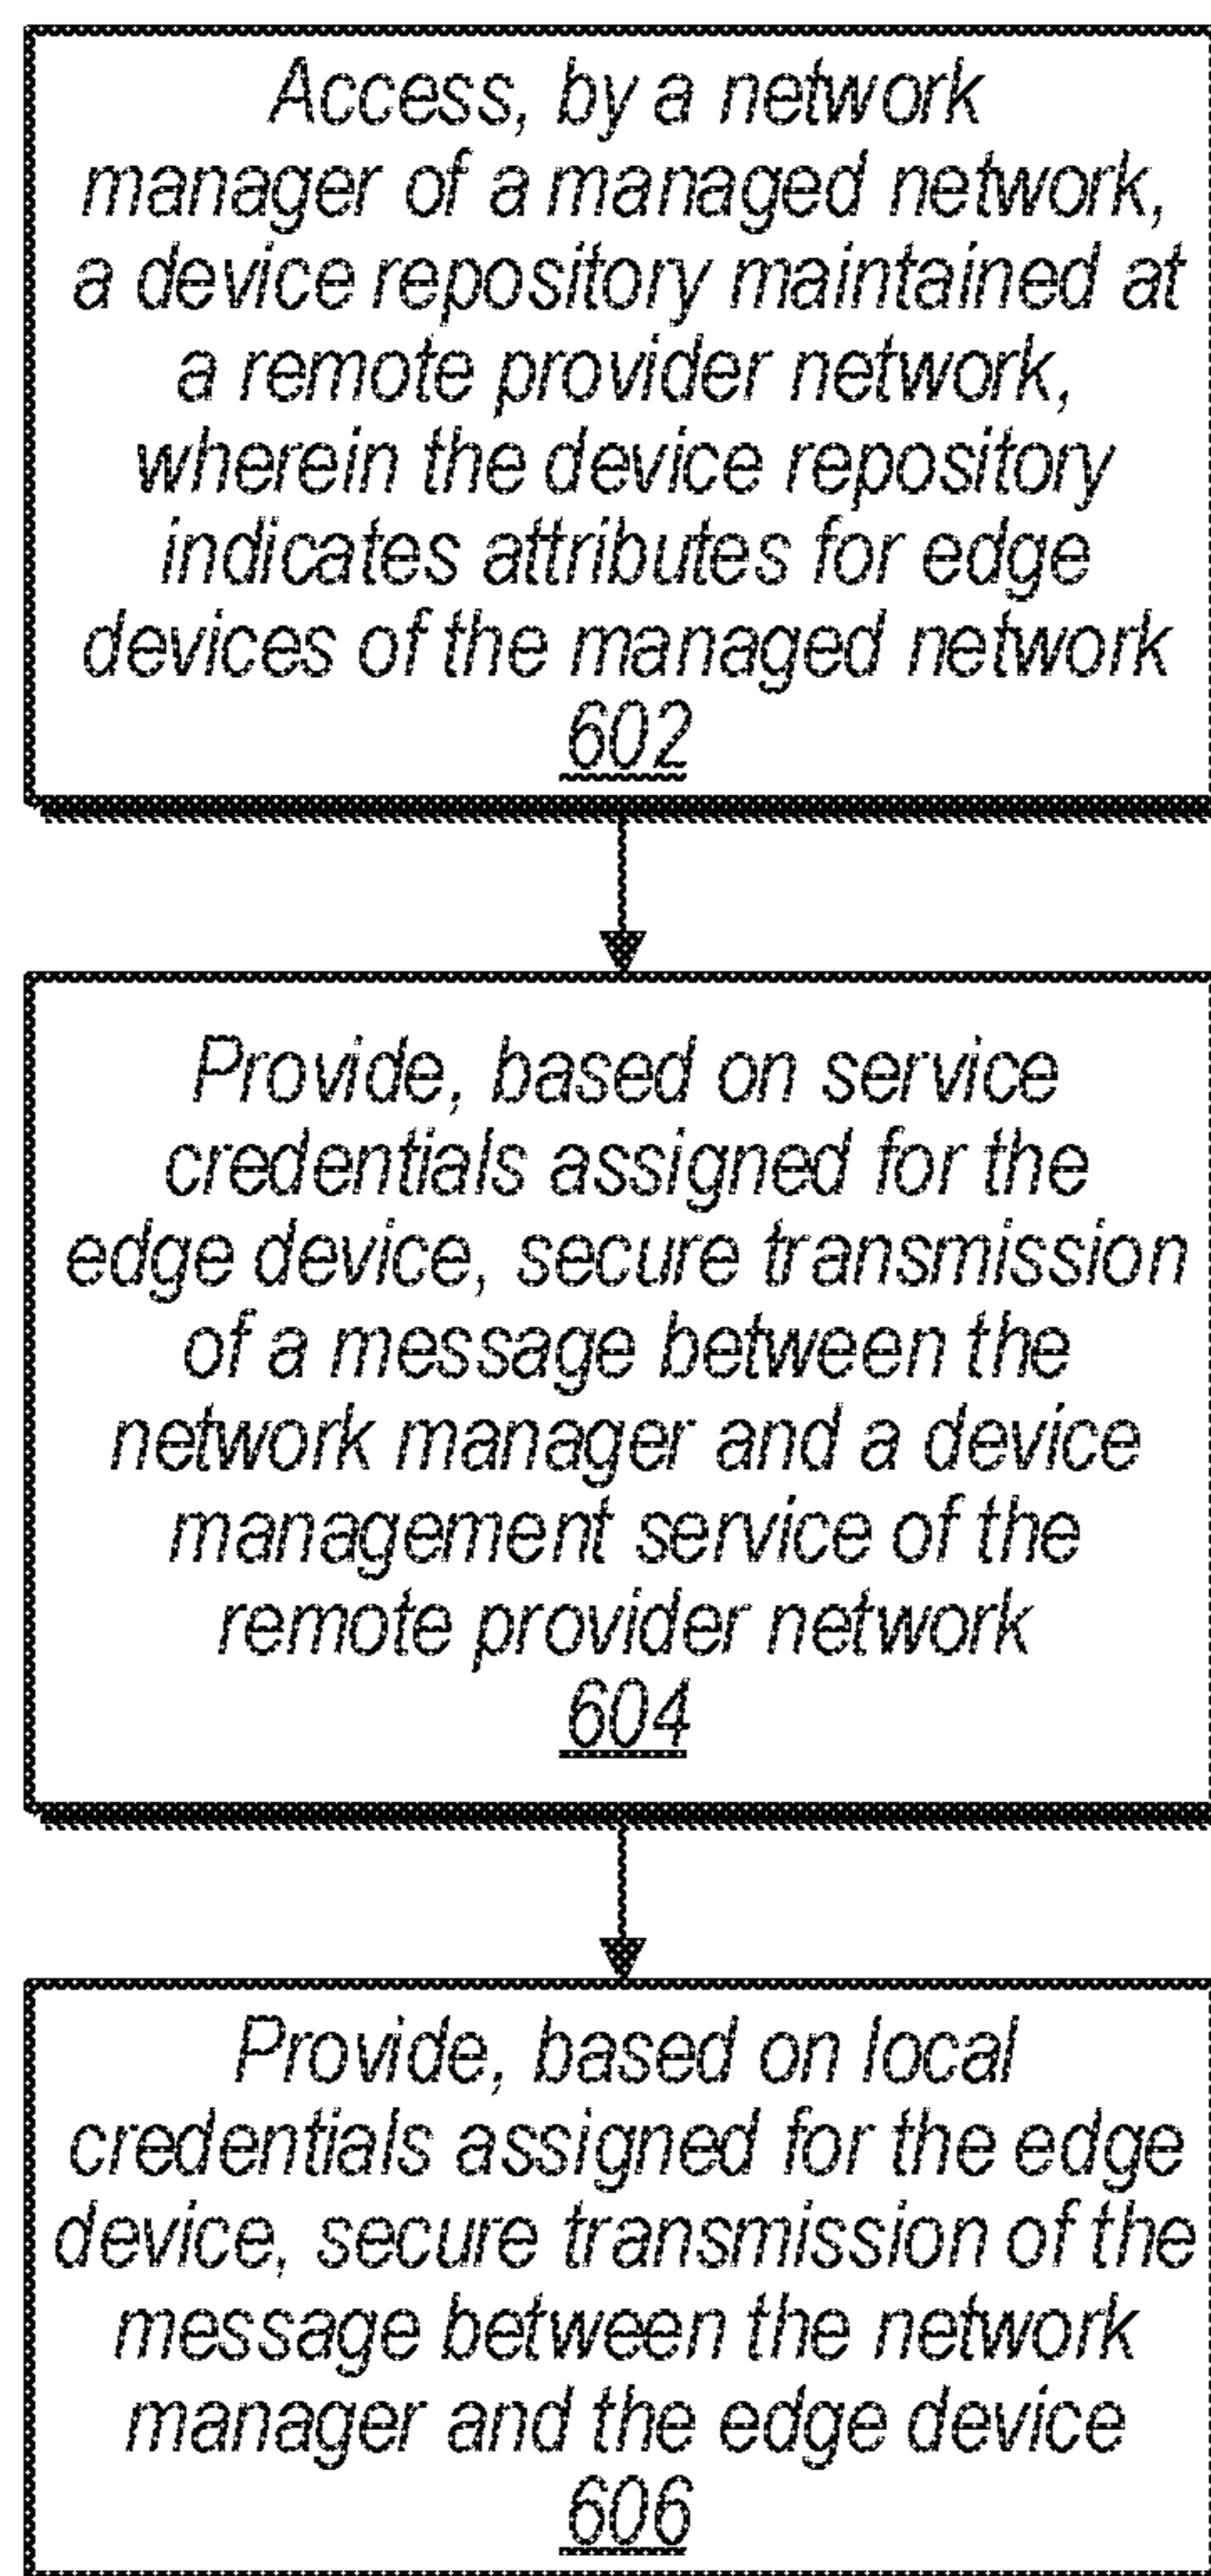 Access, by a network
manager of a managed network,
a device repository maintained at
a remote provider network,
wherein the device repository
indicates attributes for edge
devices of the managed network
602
Provide, based on service
credentials assigned for the
edge device, secure transmission
of a message between the
network manager and a device
management service of the
remote provider network
604
Provide, based on local
credentials assigned for the edge
device, secure transmission of the
message between the network
manager and the edge device
606